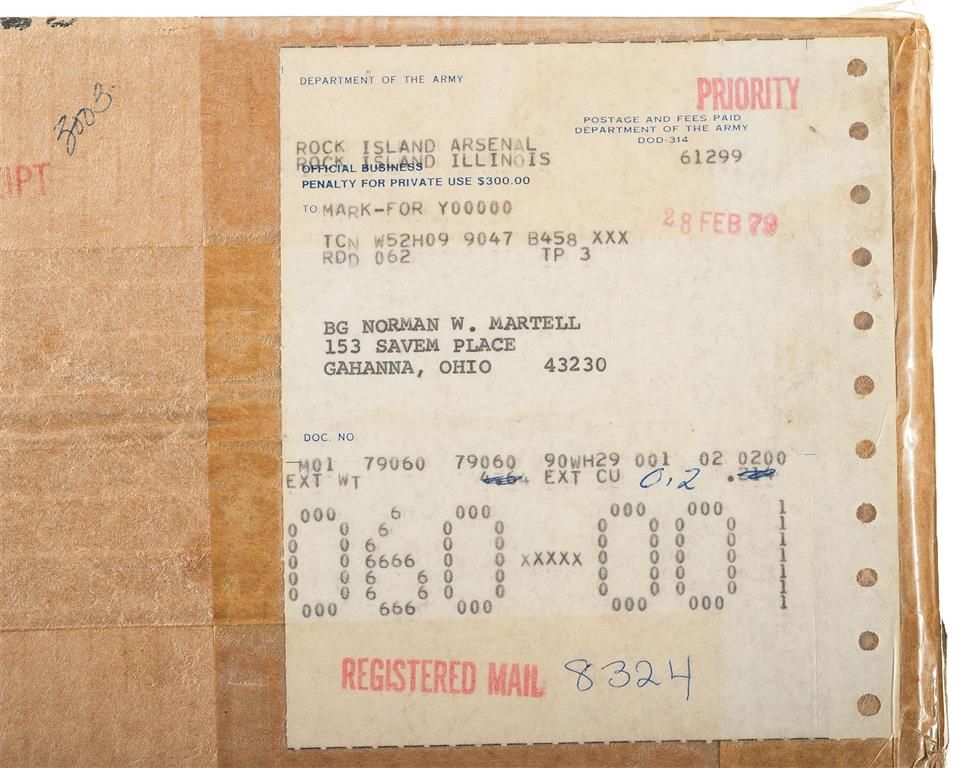 3003
IPT
DEPARTMENT OF THE ARMY
PRIORITY
POSTAGE AND FEES PAID
DEPARTMENT OF THE ARMY
DOD-314
ROCK ISLAND ARSENAL
ROCK ISLAND ILLINOIS 61299
OFFICIAL BUSINESS
PENALTY FOR PRIVATE USE $300.00
TO: MARK-FOR Y00000
28 FEB 79
TCN W52H09 9047 B458 XXX
RDD 062 TP 3
BG NORMAN W. MARTELL
153 SAVEM PLACE
GAHANNA, OHIO 43230
DOC. NO.
M01 79060 79060 90WH29 001 02 0200
EXT WT EXT CU 0.2
060-001
REGISTERED MAIL 8324